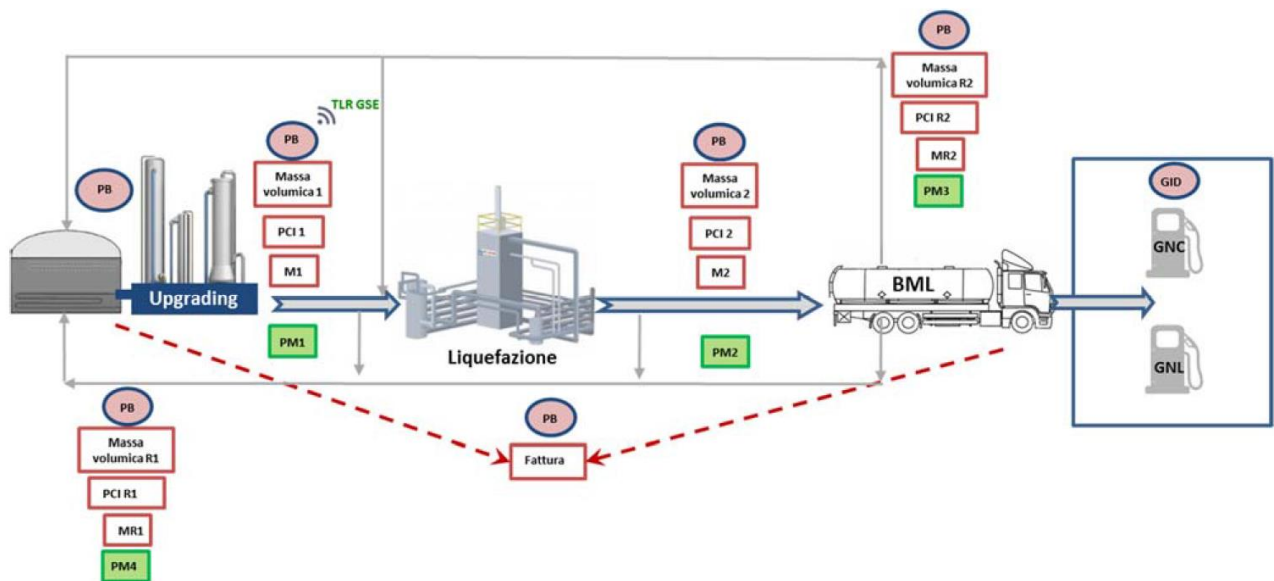 PB
Massa
volumica R2
PCI R2
MR2
PM3
TLR GSE
PB
Massa
volumica 1
PCI 1
M1
PM1
PB
Upgrading
Liquefazione
PB
Massa
volumica 2
PCI 2
M2
PM2
BML
GID
GNC
GNL
PB
Massa
volumica R1
PCI R1
MR1
PM4
PB
Fattura